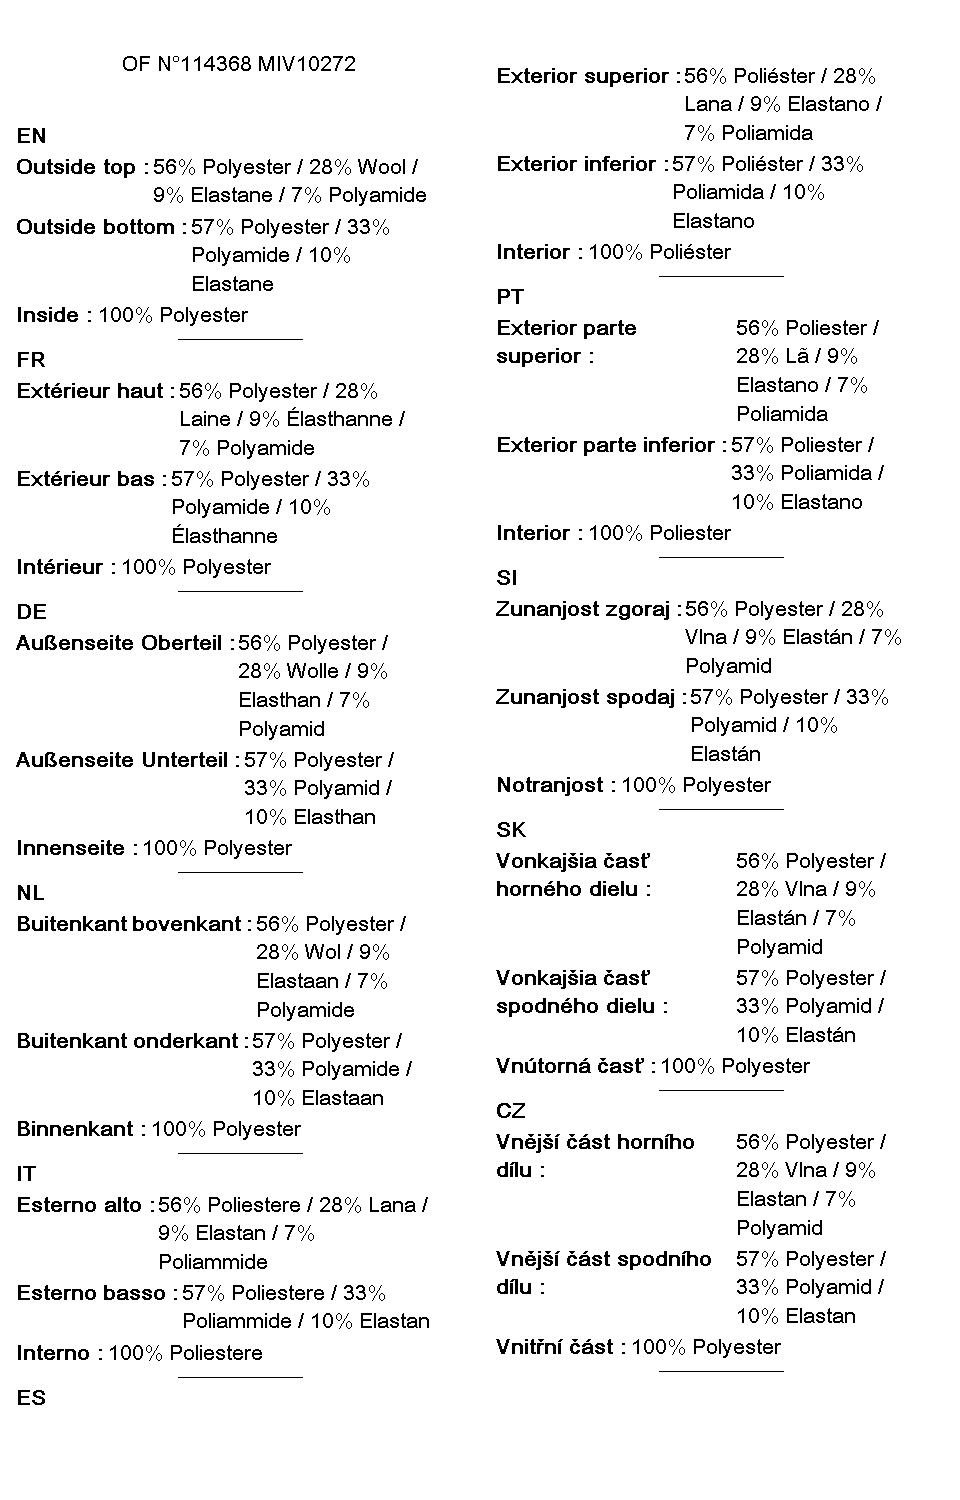 OF N°114368 MIV10272
EN
Outside top : 56% Polyester / 28% Wool /
9% Elastane / 7% Polyamide
Outside bottom : 57% Polyester / 33%
Polyamide / 10%
Elastane
Inside : 100% Polyester
FR
Extérieur haut : 56% Polyester / 28%
Laine / 9% Élasthanne /
7% Polyamide
Extérieur bas : 57% Polyester / 33%
Polyamide / 10%
Élasthanne
Intérieur : 100% Polyester
DE
Außenseite Oberteil : 56% Polyester /
28% Wolle / 9%
Elasthan / 7%
Polyamid
Außenseite Unterteil : 57% Polyester /
33% Polyamid /
10% Elasthan
Innenseite : 100% Polyester
NL
Buitenkant bovenkant : 56% Polyester /
28% Wol / 9%
Elastaan / 7%
Polyamide
Buitenkant onderkant : 57% Polyester /
33% Polyamide /
10% Elastaan
Binnenkant : 100% Polyester
IT
Esterno alto : 56% Poliestere / 28% Lana /
9% Elastan / 7%
Poliammide
Esterno basso : 57% Poliestere / 33%
Poliammide / 10% Elastan
Interno : 100% Poliestere
ES
Exterior superior : 56% Poliéster / 28%
Lana / 9% Elastano /
7% Poliamida
Exterior inferior : 57% Poliéster / 33%
Poliamida / 10%
Elastano
Interior : 100% Poliéster
PT
Exterior parte 56% Poliester /
superior : 28% Lã / 9%
Elastano / 7%
Poliamida
Exterior parte inferior : 57% Poliester /
33% Poliamida /
10% Elastano
Interior : 100% Poliester
SI
Zunanjost zgoraj : 56% Polyester / 28%
Vlna / 9% Elastán / 7%
Polyamid
Zunanjost spodaj : 57% Polyester / 33%
Polyamid / 10%
Elastán
Notranjost : 100% Polyester
SK
Vonkajšia časť 56% Polyester /
horného dielu : 28% Vlna / 9%
Elastán / 7%
Polyamid
Vonkajšia časť 57% Polyester /
spodného dielu : 33% Polyamid /
10% Elastán
Vnútorná časť : 100% Polyester
CZ
Vnější část horního 56% Polyester /
dílu : 28% Vlna / 9%
Elastan / 7%
Polyamid
Vnější část spodního 57% Polyester /
dílu : 33% Polyamid /
10% Elastan
Vnitřní část : 100% Polyester